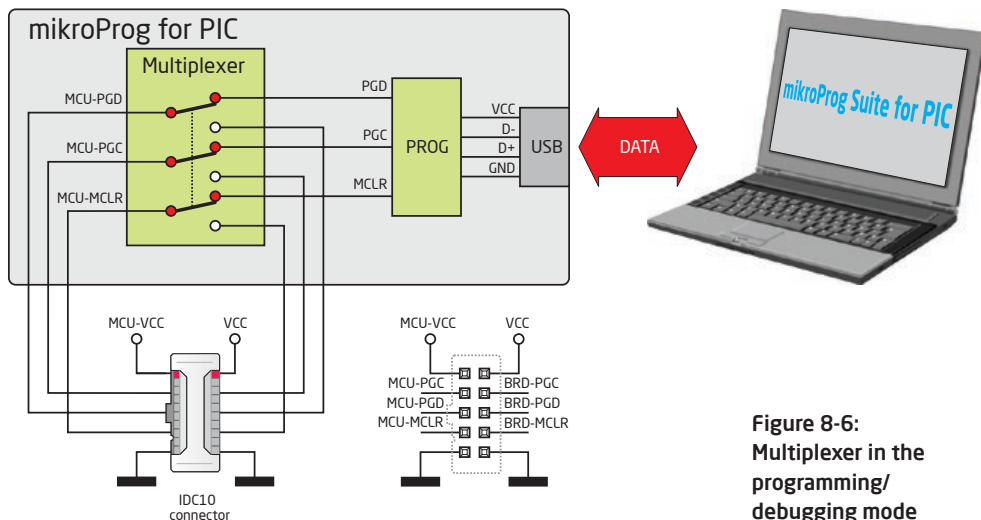 mikroProg for PIC
Multiplexer
MCU-PGD
PGD
VCC
D-
MCU-PGC
PGC
PROG
D+
USB
DATA
GND
MCU-MCLR
MCLR
mikroProg Suite for PIC
MCU-VCC
VCC
MCU-VCC
VCC
MCU-PGC
BRD-PGC
MCU-PGD
BRD-PGD
MCU-MCLR
BRD-MCLR
IDC10
connector
Figure 8-6:
Multiplexer in the
programming/
debugging mode